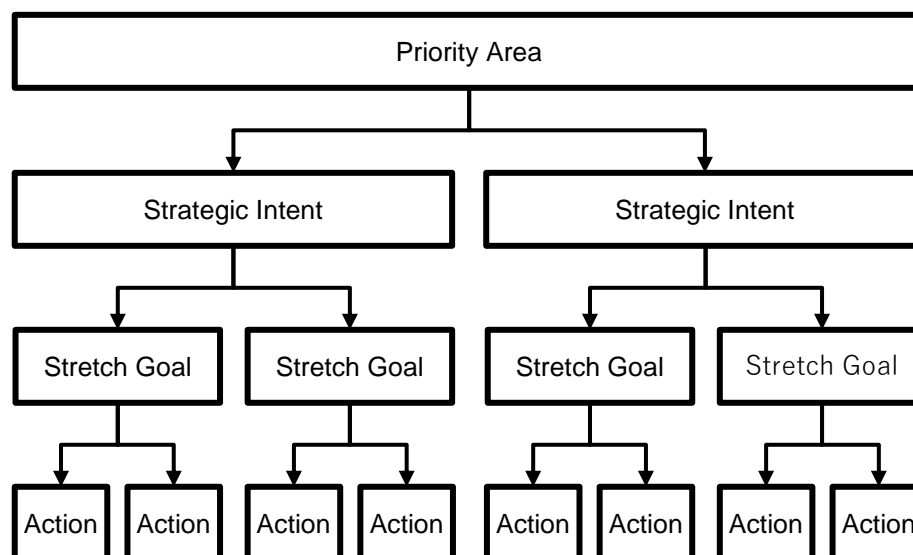 Priority Area
Strategic Intent
Strategic Intent
Stretch Goal
Stretch Goal
Stretch Goal
Stretch Goal
Action
Action
Action
Action
Action
Action
Action
Action